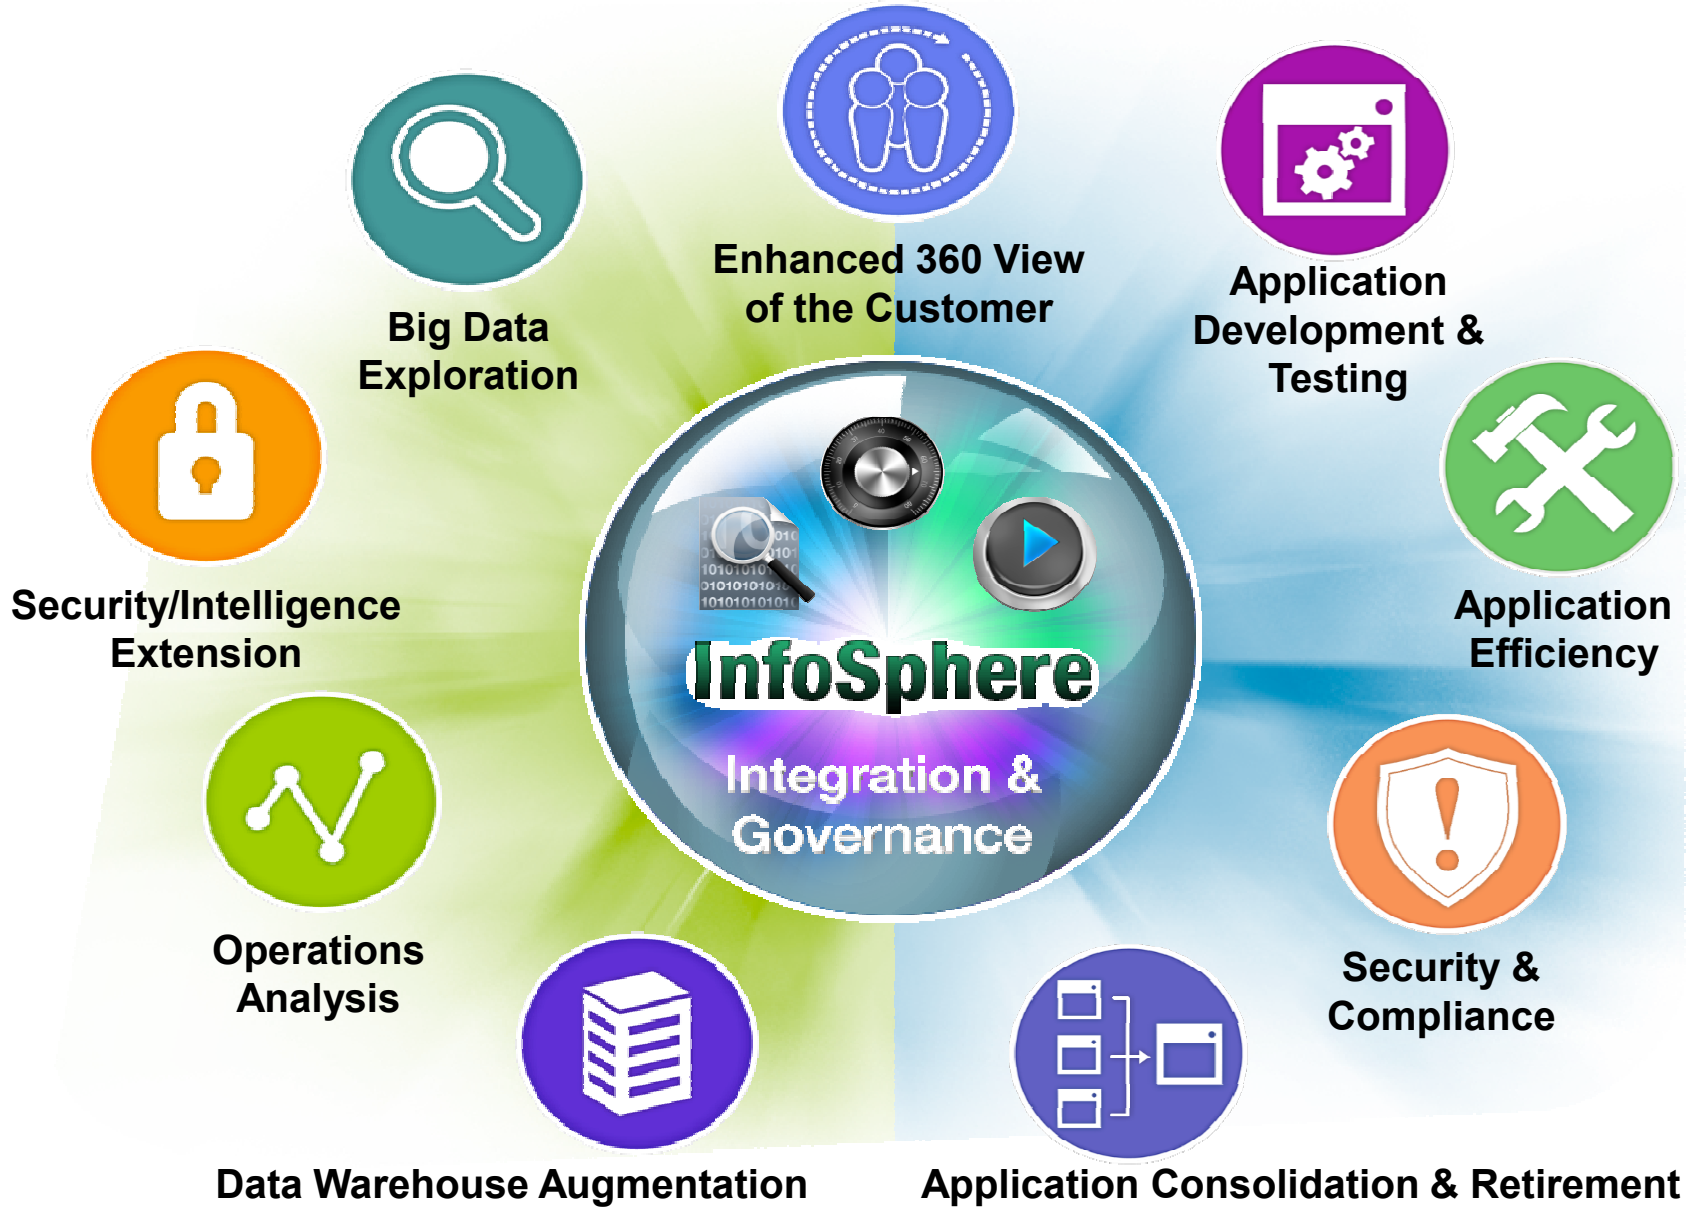 Enhanced 360 View
of the Customer
Application
Development &
Testing
Big Data
Exploration
Security/Intelligence
Extension
Application
Efficiency
InfoSphere
Integration &
Governance
Operations
Analysis
Security &
Compliance
Data Warehouse Augmentation
Application Consolidation & Retirement